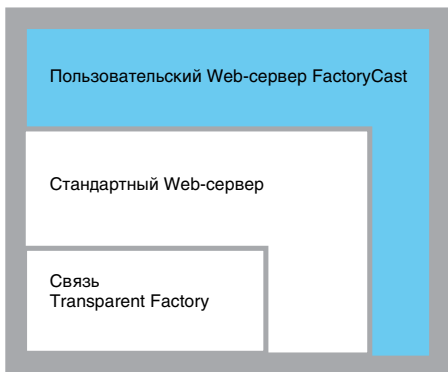 Пользовательский Web-сервер FactoryCast
Стандартный Web-сервер
Связь
Transparent Factory